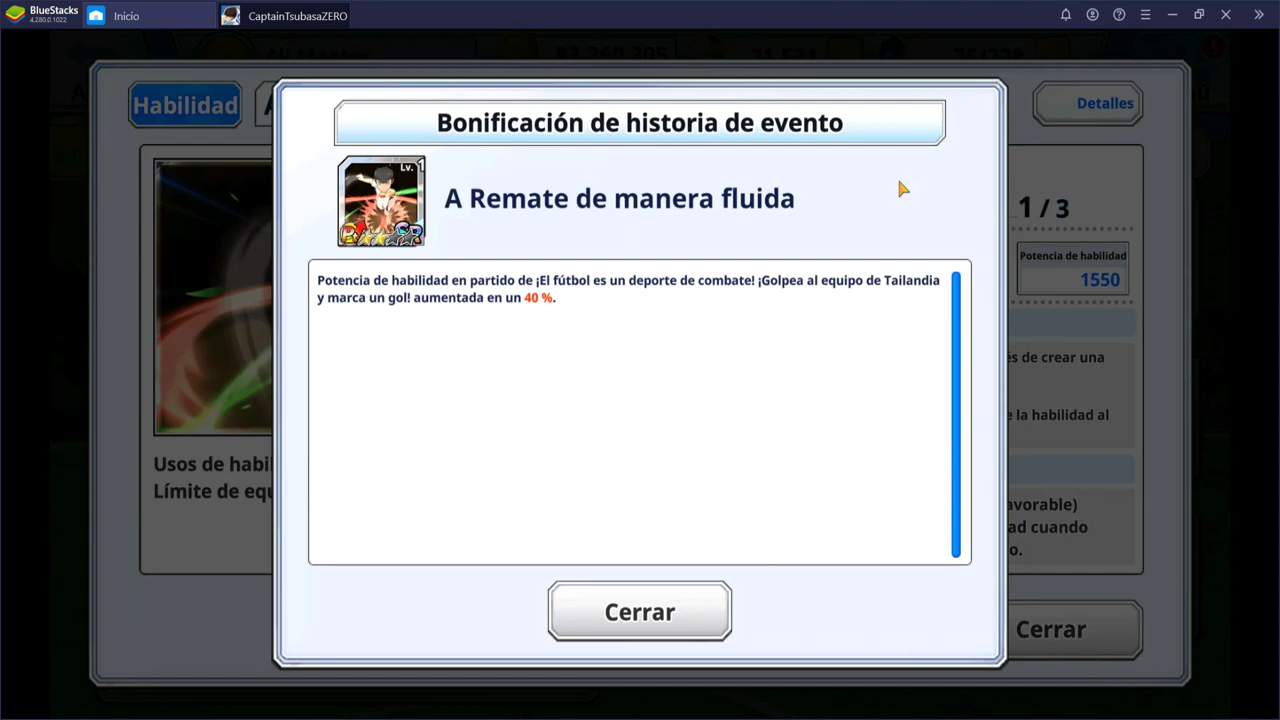 BlueStacks
4.280.0.1022
Inicio
CaptainTsubasaZERO
Habilidad
Detalles
Bonificación de historia de evento
Lv. 1
A Remate de manera fluida
1 / 3
Potencia de habilidad
1550
Potencia de habilidad en partido de ¡El fútbol es un deporte de combate! ¡Golpea al equipo de Tailandia
y marca un gol! aumentada en un 40 %.
s de crear una
e la habilidad al
Usos de habi
Límite de equ
avorable)
ad cuando
o.
Cerrar
Cerrar